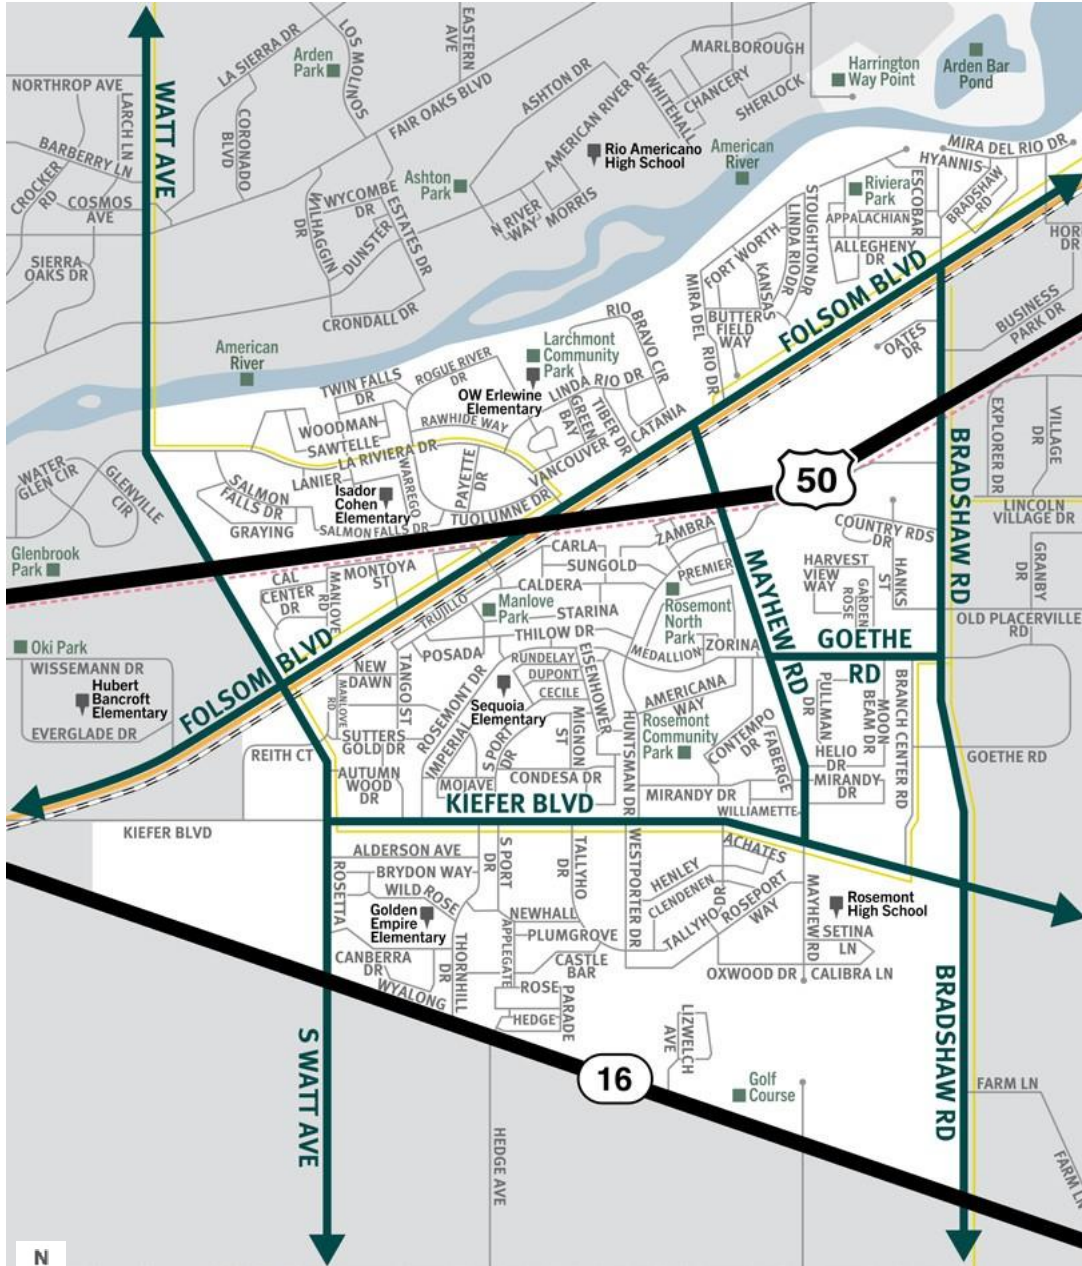 WATT AVE
NORTHROP AVE
LARCH LN
BARBERRY LN
CROCKER
RD
COSMOS
AVE
SIERRA
OAKS DR
LA SIERRA DR
CORONADO
BLVD
Arden
Park
LOS MOLINOS
EASTERN
AVE
FAIR OAKS BLVD
ASHTON DR
AMERICAN RIVER DR
WHITEHALL
CHANCERY
MARLBOROUGH
SHERLOCK
Harrington
Way Point
Arden Bar
Pond
Rio Americano
High School
American
River
Ashton
Park
N RIVER
WAY
MORRIS
WYCOMBE
DR
WILHAGGIN
DR
DUNSTER
ESTATES DR
CRONDALL DR
MIRA DEL RIO DR
HYANNIS
BRADSHAW
RD
ESCOBAR
Riviera
Park
APPALACHIAN
ALLEGHENY
DR
STOUGHTON DR
LINDA RIO DR
KANSAS
FORT WORTH
BUTTER
FIELD WAY
MIRA DEL RIO DR
FOLSOM BLVD
HOR
DR
BUSINESS
PARK DR
OATES
DR
American
River
Larchmont
Community
Park
OW Erlewine
Elementary
RIO
BRAVO CIR
LINDA RIO DR
GREEN
BAY
TIBER DR
CATANIA
VANCOUVER
ROGUE RIVER
DR
TWIN FALLS
DR
WOODMAN
SAWTELLE
RAWHIDE WAY
LA RIVIERA DR
LANIER
WARREGO
PAYETTE
DR
TUOLUMNE DR
Isador
Cohen
Elementary
SALMON
FALLS DR
GRAYING
SALMON FALLS DR
WATER
GLEN CIR
GLENVILLE
CIR
Glenbrook
Park
50
BRADSHAW RD
EXPLORER DR
VILLAGE
DR
LINCOLN
VILLAGE DR
GRANBY
DR
OLD PLACERVILLE
RD
COUNTRY RDS
DR
HANKS
ST
HARVEST
VIEW
WAY
GARDEN
ROSE
MAYHEW RD
GOETHE
RD
ZAMBRA
PREMIER
CARLA
SUNGOLD
CALDERA
STARINA
Manlove
Park
Rosemont
North
Park
MEDALLION
ZORINA
THILOW DR
TRUJILLO
POSADA
CAL
CENTER DR
MANLOVE
RD
MONTOYA
ST
FOLSOM BLVD
Oki Park
WISSEMANN DR
Hubert
Bancroft
Elementary
EVERGLADE DR
NEW
DAWN
MANLOVE
RD
TANGO ST
SUTTERS
GOLD DR
AUTUMN
WOOD
DR
REITH CT
ROSEMONT DR
IMPERIAL
MOJAVE
S PORT
DR
RUNDELAY
DUPONT
CECILE
Sequoia
Elementary
EISENHOWER
MIGNON
ST
CONDESA DR
HUNTSMAN DR
AMERICANA
WAY
Rosemont
Community
Park
CONTEMPO
DR
FABERGE
MIRANDY DR
WILLIAMETTE
PULLMAN
DR
MOON
BEAM DR
BRANCH CENTER RD
HELIO
DR
MIRANDY
DR
GOETHE RD
KIEFER BLVD
KIEFER BLVD
ALDERSON AVE
BRYDON WAY
WILD ROSE
ROSETTA
Golden
Empire
Elementary
CANBERRA
DR
WYALONG
THORNHILL
DR
S PORT
DR
TALLYHO
DR
NEWHALL
PLUMGROVE
APPLEGATE
CASTLE
BAR
ROSE
PARADE
HEDGE
WESTPORTER DR
HENLEY
CLENDENEN
TALLYHO DR
ACHATES
ROSEPORT
WAY
MAYHEW RD
Rosemont
High School
SETINA
LN
OXWOOD DR
CALIBRA LN
LIZWELCH
AVE
S WATT AVE
16
Golf
Course
BRADSHAW RD
HEDGE AVE
FARM LN
FARM LN
N